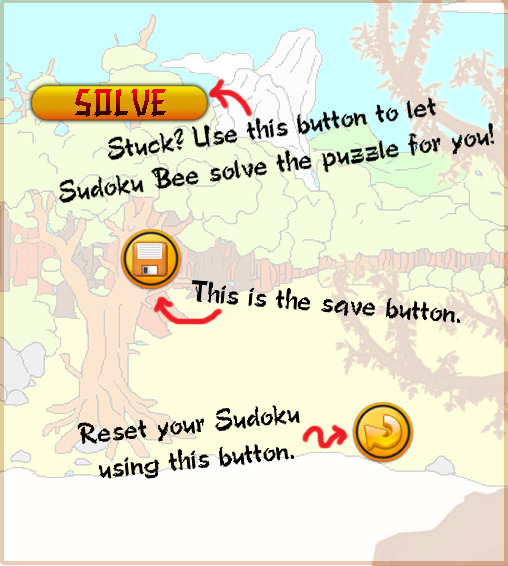 SOLVE
Stuck? Use this button to let
Sudoku Bee solve the puzzle for you!
This is the save button.
Reset your Sudoku
using this button.